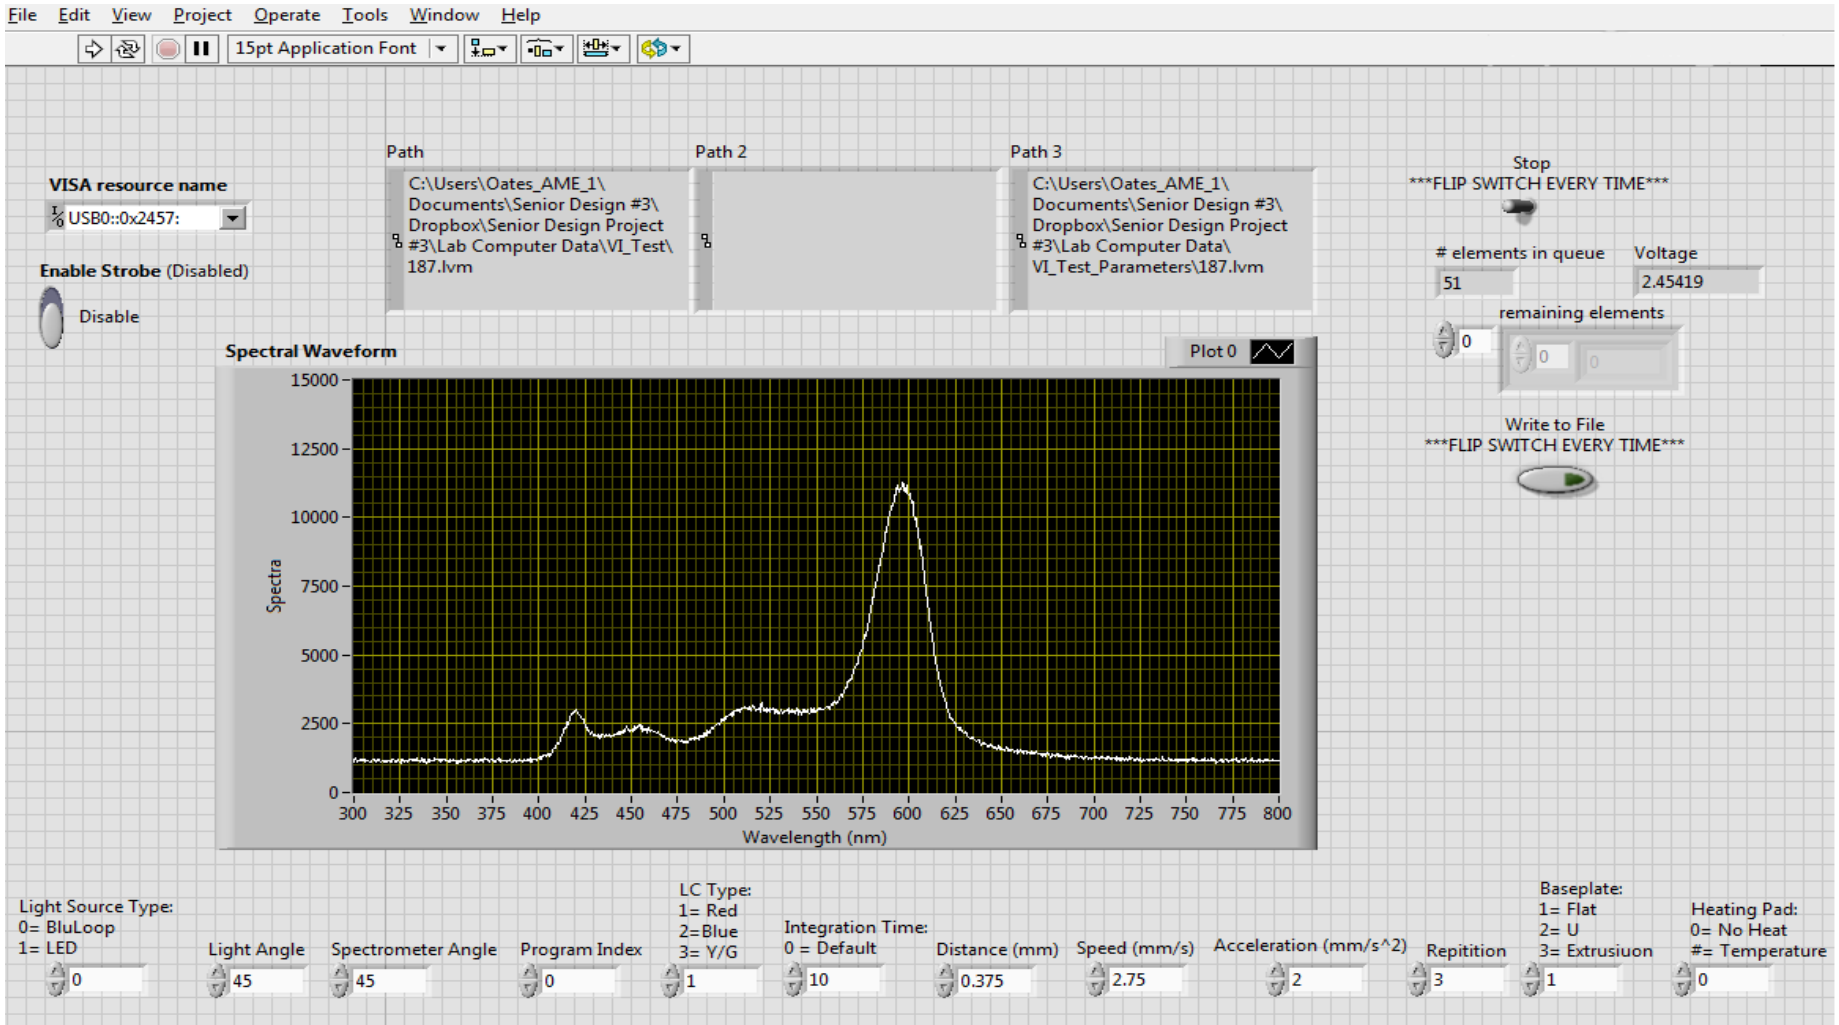 File Edit View Project Operate Tools Window Help
15pt Application Font
Path
Path 2
Path 3
VISA resource name
USB0::0x2457:
Enable Strobe (Disabled)
Disable
C:\Users\Oates_AME_1\
Documents\Senior Design #3\
Dropbox\Senior Design Project
#3\Lab Computer Data\VI_Test\
187.lvm
C:\Users\Oates_AME_1\
Documents\Senior Design #3\
Dropbox\Senior Design Project
#3\Lab Computer Data\
VI_Test_Parameters\187.lvm
Stop
***FLIP SWITCH EVERY TIME***
# elements in queue
51
Voltage
2.45419
remaining elements
0
0
0
Write to File
***FLIP SWITCH EVERY TIME***
Spectral Waveform
Plot 0
15000
12500
10000
7500
5000
2500
0
Spectra
300 325 350 375 400 425 450 475 500 525 550 575 600 625 650 675 700 725 750 775 800
Wavelength (nm)
Light Source Type:
0= BluLoop
1= LED
0
Light Angle
45
Spectrometer Angle
45
Program Index
0
LC Type:
1= Red
2=Blue
3= Y/G
1
Integration Time:
0 = Default
10
Distance (mm)
0.375
Speed (mm/s)
2.75
Acceleration (mm/s^2)
2
Repitition
3
Baseplate:
1= Flat
2= U
3= Extrusiuon
1
Heating Pad:
0= No Heat
#= Temperature
0